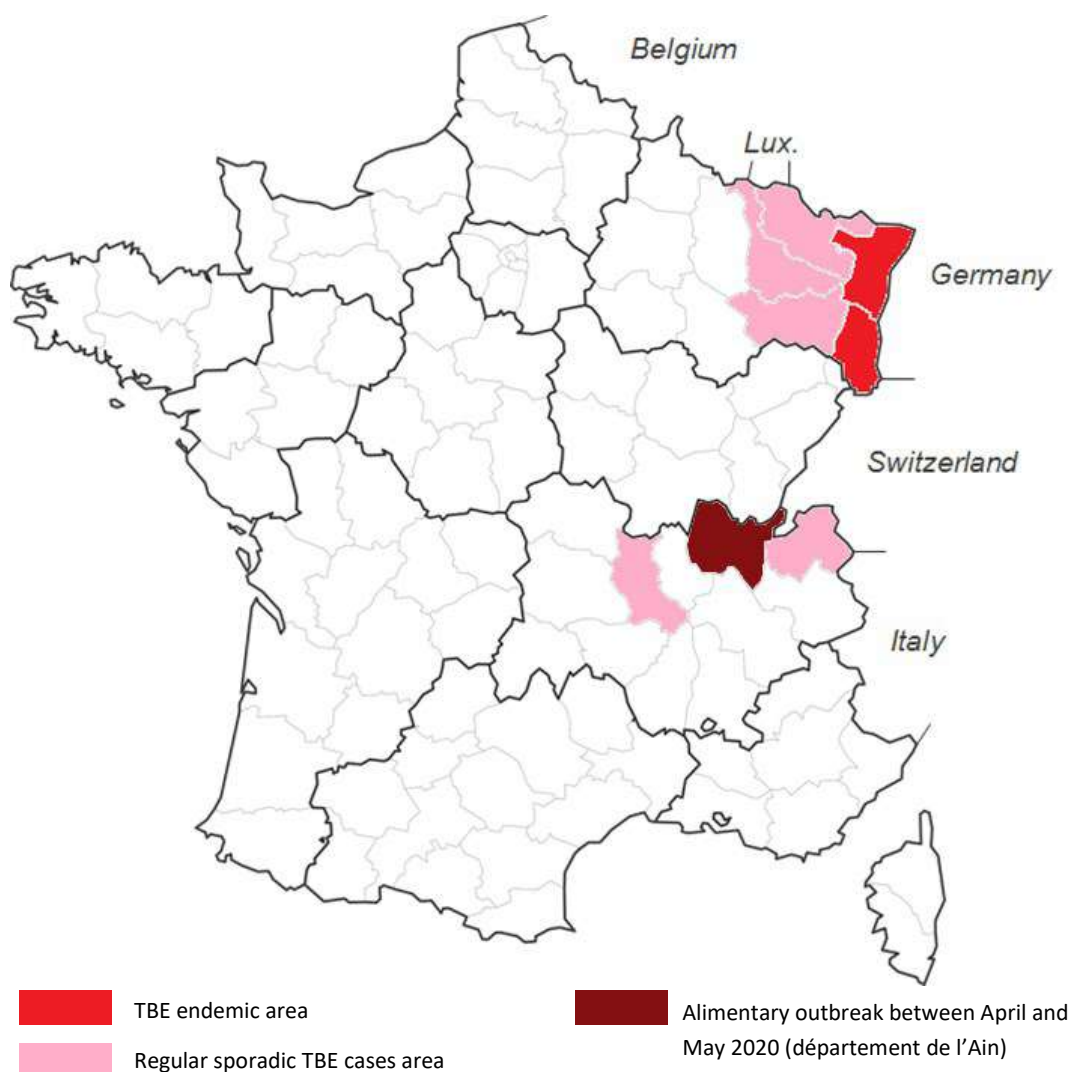 Belgium
Lux.
Germany
Switzerland
Italy
TBE endemic area
Regular sporadic TBE cases area
Alimentary outbreak between April and
May 2020 (département de l’Ain)